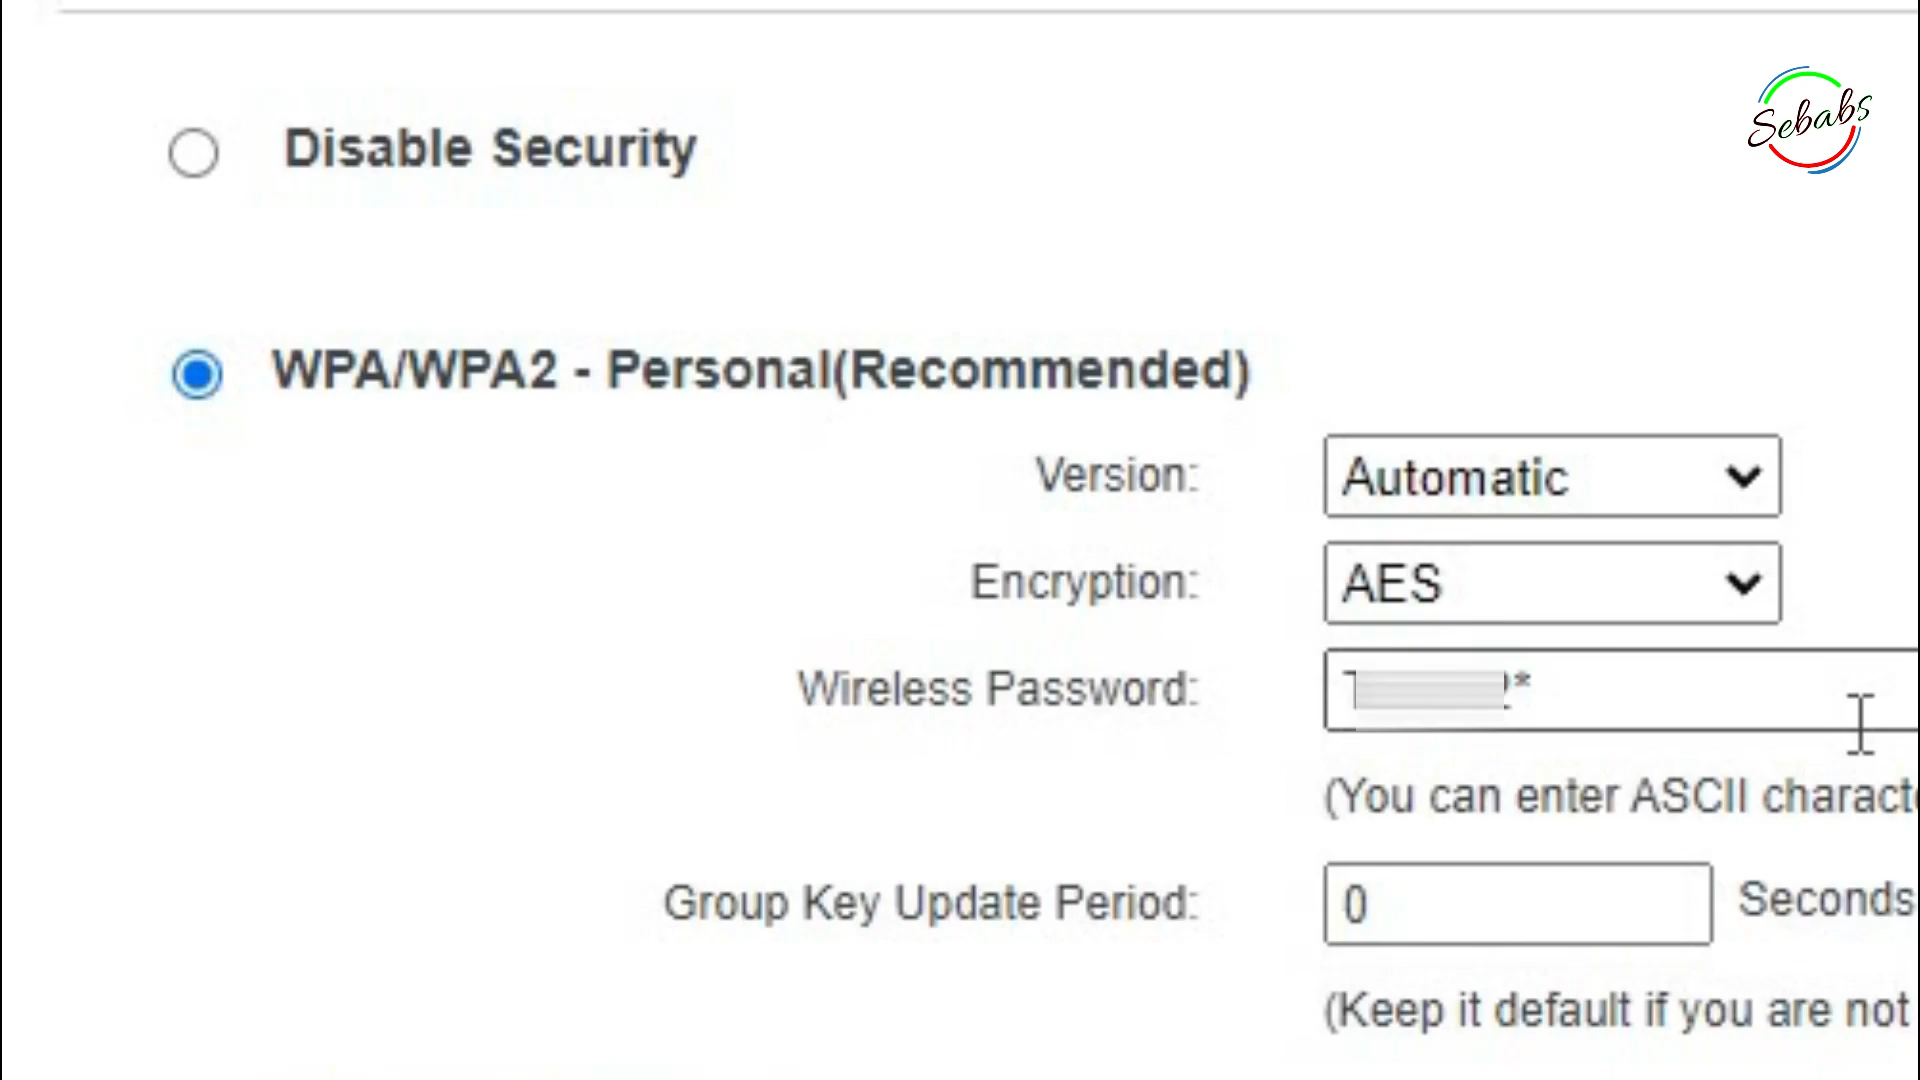 Sebabs
Disable Security
WPA/WPA2 - Personal(Recommended)
Version: Automatic
Encryption: AES
Wireless Password:
(You can enter ASCII
Group Key Update Period: 0 Seconds
(Keep it default if you are not